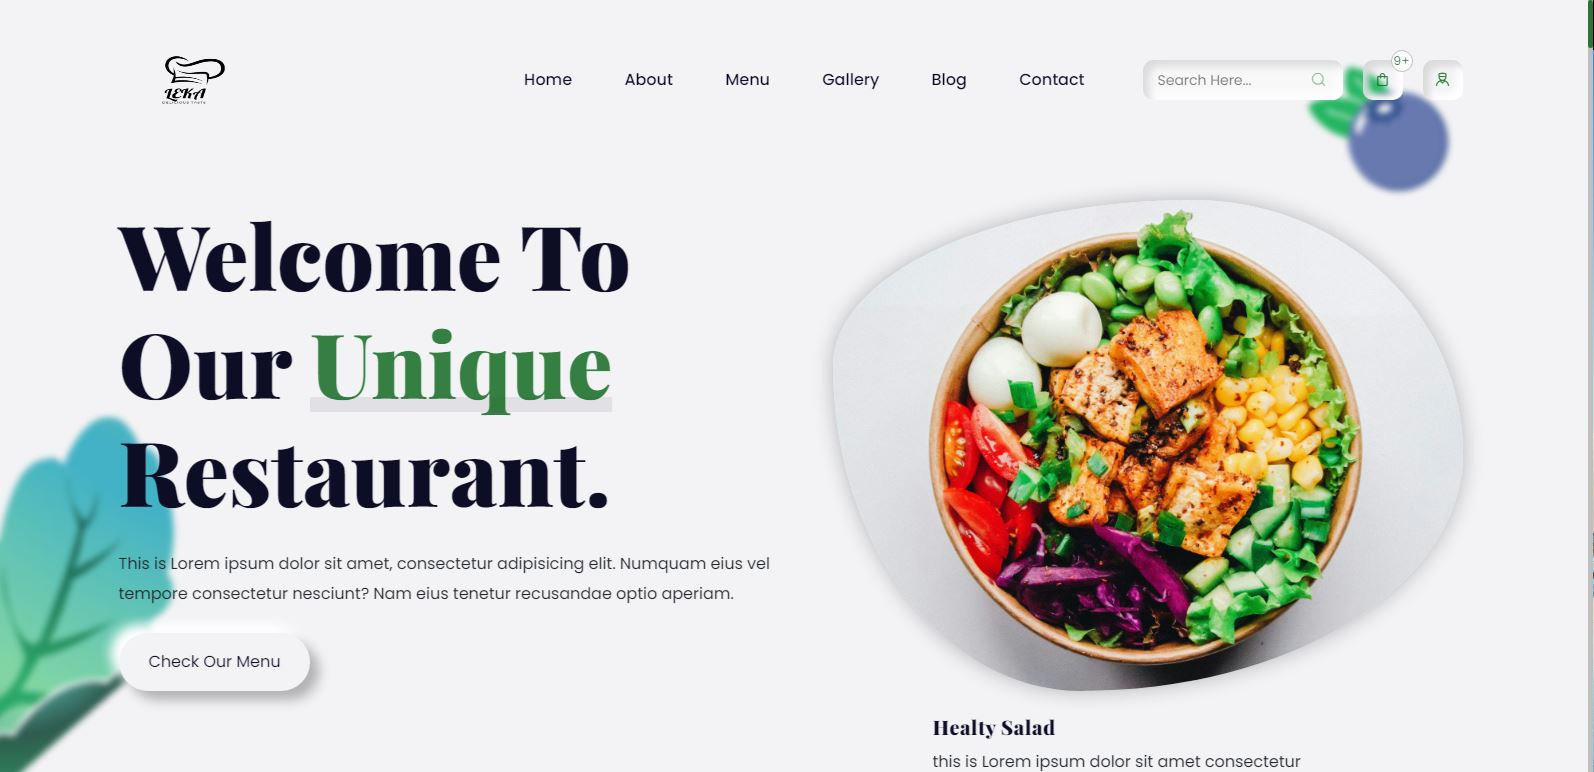 LEKA
DELICIOUS TASTE
Home About Menu Gallery Blog Contact
Search Here...
9+
Welcome To
Our Unique
Restaurant.
This is Lorem ipsum dolor sit amet, consectetur adipisicing elit. Numquam eius vel
tempore consectetur nesciunt? Nam eius tenetur recusandae optio aperiam.
Check Our Menu
Healty Salad
this is Lorem ipsum dolor sit amet consectetur